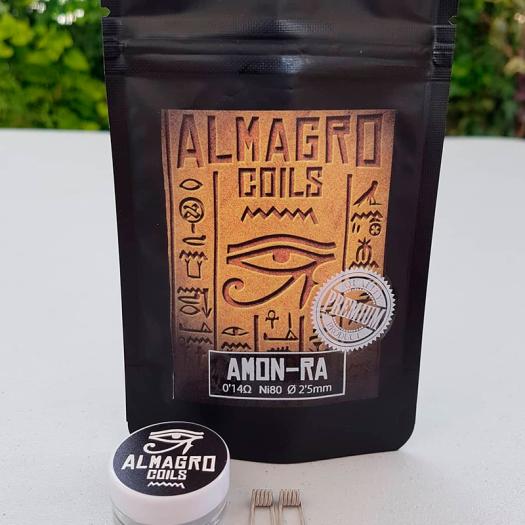 ALMAGRO
COILS
PREMIUM
AMON-RA
0'14Ω Ni80 Ø 2'5mm
ALMAGRO
COILS